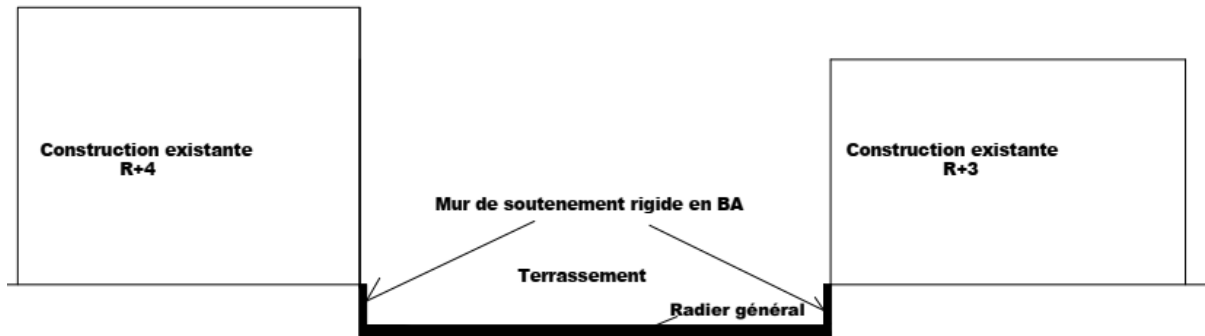 Construction existante
R+4
Construction existante
R+3
Mur de soutenement rigide en BA
Terrassement
Radier général